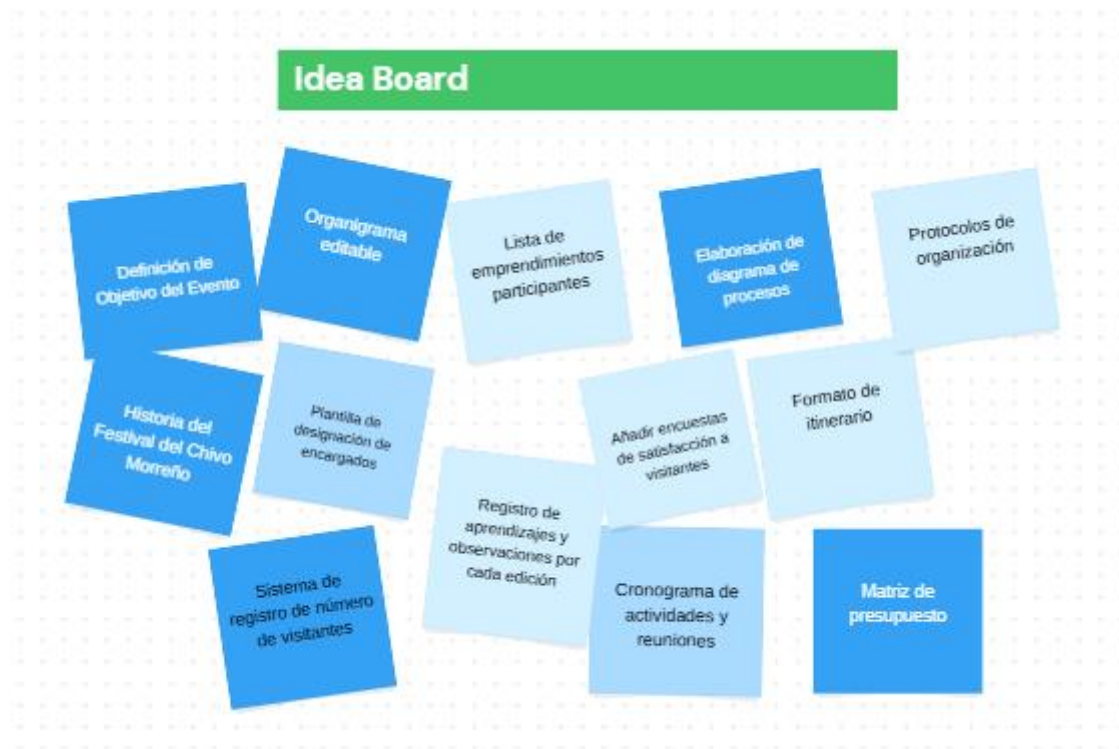 Idea Board
Definición de
Objetivo del Evento
Organigrama
editable
Lista de
emprendimientos
participantes
Elaboración de
diagrama de
procesos
Protocolos de
organización
Historia del
Festival del Chivo
Morreño
Plantilla de
designación de
encargados
Registro de
aprendizajes y
observaciones por
cada edición
Añadir encuestas
de satisfacción a
visitantes
Formato de
itinerario
Sistema de
registro de número
de visitantes
Cronograma de
actividades y
reuniones
Matriz de
presupuesto